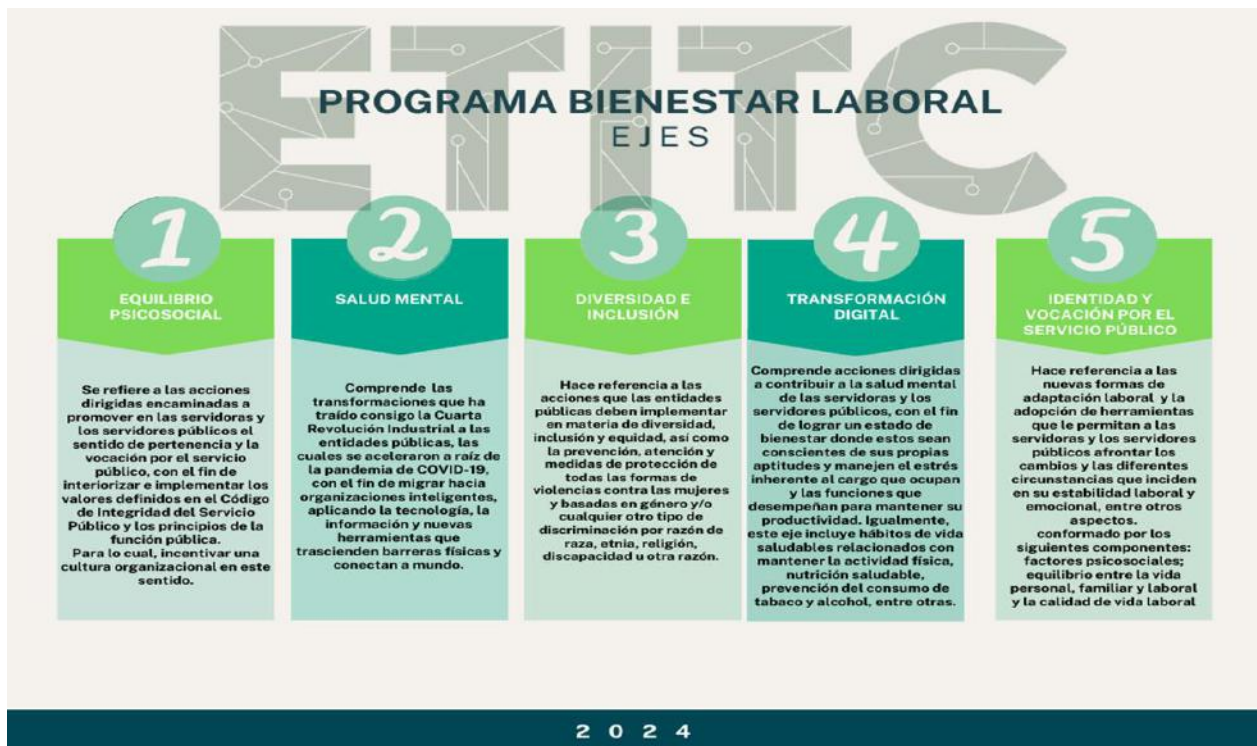 ETITC
PROGRAMA BIENESTAR LABORAL
EJES
1
EQUILIBRIO
PSICOSOCIAL
Se refiere a las acciones
dirigidas encaminadas a
promover en las servidoras y
los servidores públicos el
sentido de pertenencia y la
vocación por el servicio
público, con el fin de
interiorizar e implementar los
valores definidos en el Código
de Integridad del Servicio
Público y los principios de la
función pública.
Para lo cual, incentivar una
cultura organizacional en este
sentido.
2
SALUD MENTAL
Comprende las
transformaciones que ha
traído consigo la Cuarta
Revolución Industrial a las
entidades públicas, las
cuales se aceleraron a raíz de
la pandemia de COVID-19,
con el fin de migrar hacia
organizaciones inteligentes,
aplicando la tecnología, la
información y nuevas
herramientas que
trascienden barreras físicas y
conectan a mundo.
3
DIVERSIDAD E
INCLUSIÓN
Hace referencia a las
acciones que las entidades
públicas deben implementar
en materia de diversidad,
inclusión y equidad, así como
la prevención, atención y
medidas de protección de
todas las formas de
violencias contra las mujeres
y basadas en género y/o
cualquier otro tipo de
discriminación por razón de
raza, etnia, religión,
discapacidad u otra razón.
4
TRANSFORMACIÓN
DIGITAL
Comprende acciones dirigidas
a contribuir a la salud mental
de las servidoras y los
servidores públicos, con el fin
de lograr un estado de
bienestar donde estos sean
conscientes de sus propias
aptitudes y manejen el estrés
inherente al cargo que ocupan
y las funciones que
desempeñan para mantener su
productividad. Igualmente,
este eje incluye hábitos de vida
saludables relacionados con
mantener la actividad física,
nutrición saludable,
prevención del consumo de
tabaco y alcohol, entre otras.
5
IDENTIDAD Y
VOCACIÓN POR EL
SERVICIO PÚBLICO
Hace referencia a las
nuevas formas de
adaptación laboral y la
adopción de herramientas
que le permitan a las
servidoras y los servidores
públicos afrontar los
cambios y las diferentes
circunstancias que inciden
en su estabilidad laboral y
emocional, entre otros
aspectos.
conformado por los
siguientes componentes:
factores psicosociales;
equilibrio entre la vida
personal, familiar y laboral
y la calidad de vida laboral
2024